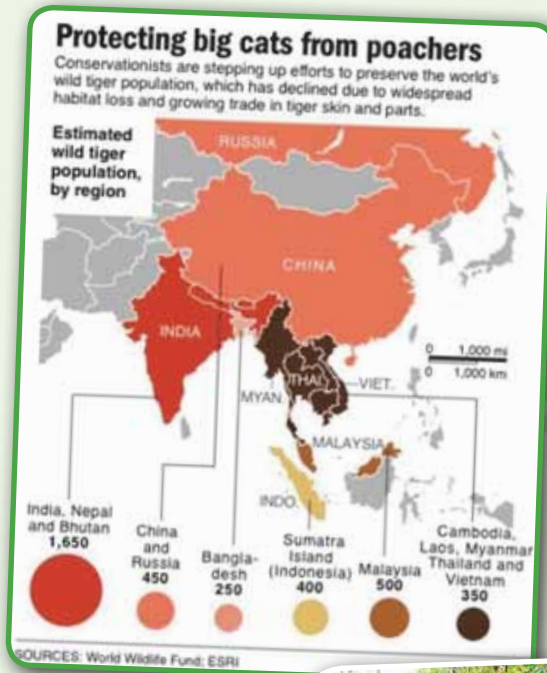 Protecting big cats from poachers
Conservationists are stepping up efforts to preserve the world's
wild tiger population, which has declined due to widespread
habitat loss and growing trade in tiger skin and parts.
Estimated
wild tiger
population,
by region
RUSSIA
CHINA
INDIA
0 1,000 mi
0 1,000 km
THAI.
VIET.
MYAN.
MALAYSIA
INDO.
India, Nepal
and Bhutan
1,650
China
and
Russia
450
Bangla-
desh
250
Sumatra
Island
(Indonesia)
400
Malaysia
500
Cambodia,
Laos, Myanmar
Thailand and
Vietnam
350
SOURCES: World Wildlife Fund; ESRI